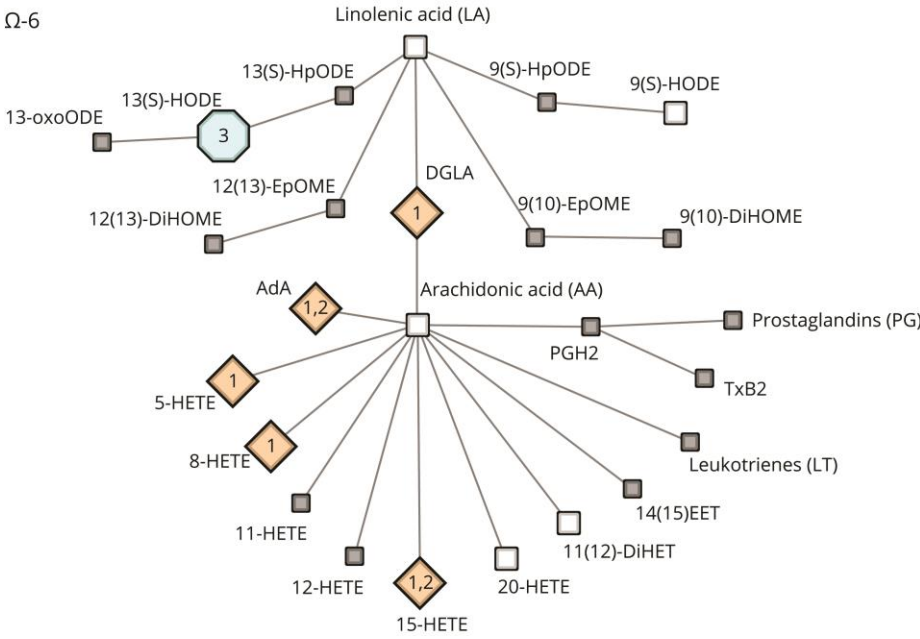 Ω-6
Linolenic acid (LA)
13(S)-HpODE
9(S)-HpODE
9(S)-HODE
13(S)-HODE
13-oxoODE
3
DGLA
12(13)-EpOME
9(10)-EpOME
12(13)-DiHOME
1
9(10)-DiHOME
AdA
Arachidonic acid (AA)
1,2
Prostaglandins (PG)
PGH2
1
TxB2
5-HETE
1
8-HETE
Leukotrienes (LT)
11-HETE
14(15)EET
11(12)-DiHET
12-HETE
1,2
20-HETE
15-HETE